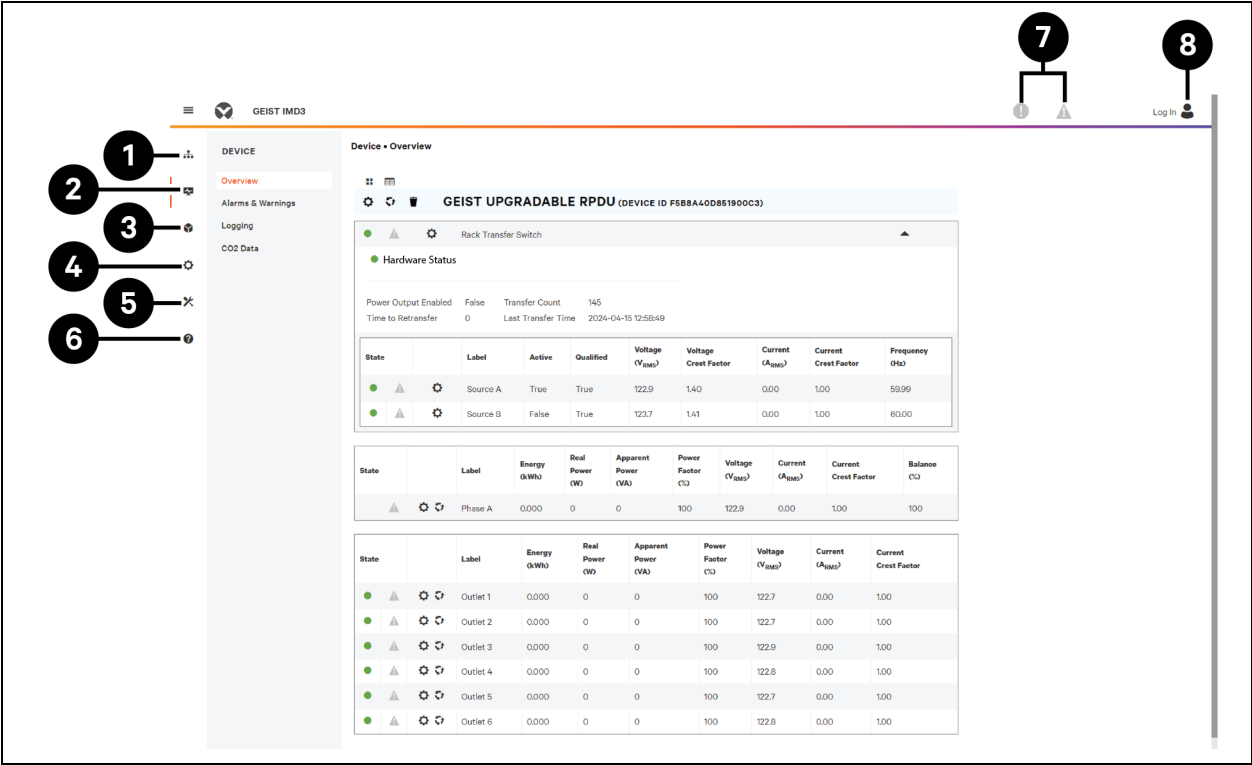 7
8
GEIST IMD3
Log In
1
2
3
4
5
6
DEVICE
Overview
Alarms & Warnings
Logging
CO2 Data
Device • Overview
GEIST UPGRADABLE RPDU (DEVICE ID F5B8A40D851900C3)
Rack Transfer Switch
Hardware Status
Power Output Enabled False Transfer Count 145
Time to Retransfer 0 Last Transfer Time 2024-04-15 12:58:49
State Label Active Qualified Voltage (VRMS) Voltage Crest Factor Current (ARMS) Current Crest Factor Frequency (Hz)
Source A True True 122.9 1.40 0.00 1.00 59.99
Source B False True 123.7 1.41 0.00 1.00 60.00
State Label Energy (kWh) Real Power (W) Apparent Power (VA) Power Factor (%) Voltage (VRMS) Current (ARMS) Current Crest Factor Balance (%)
Phase A 0.000 0 0 100 122.9 0.00 1.00 100
State Label Energy (kWh) Real Power (W) Apparent Power (VA) Power Factor (%) Voltage (VRMS) Current (ARMS) Current Crest Factor
Outlet 1 0.000 0 0 100 122.7 0.00 1.00
Outlet 2 0.000 0 0 100 122.7 0.00 1.00
Outlet 3 0.000 0 0 100 122.9 0.00 1.00
Outlet 4 0.000 0 0 100 122.8 0.00 1.00
Outlet 5 0.000 0 0 100 122.7 0.00 1.00
Outlet 6 0.000 0 0 100 122.8 0.00 1.00